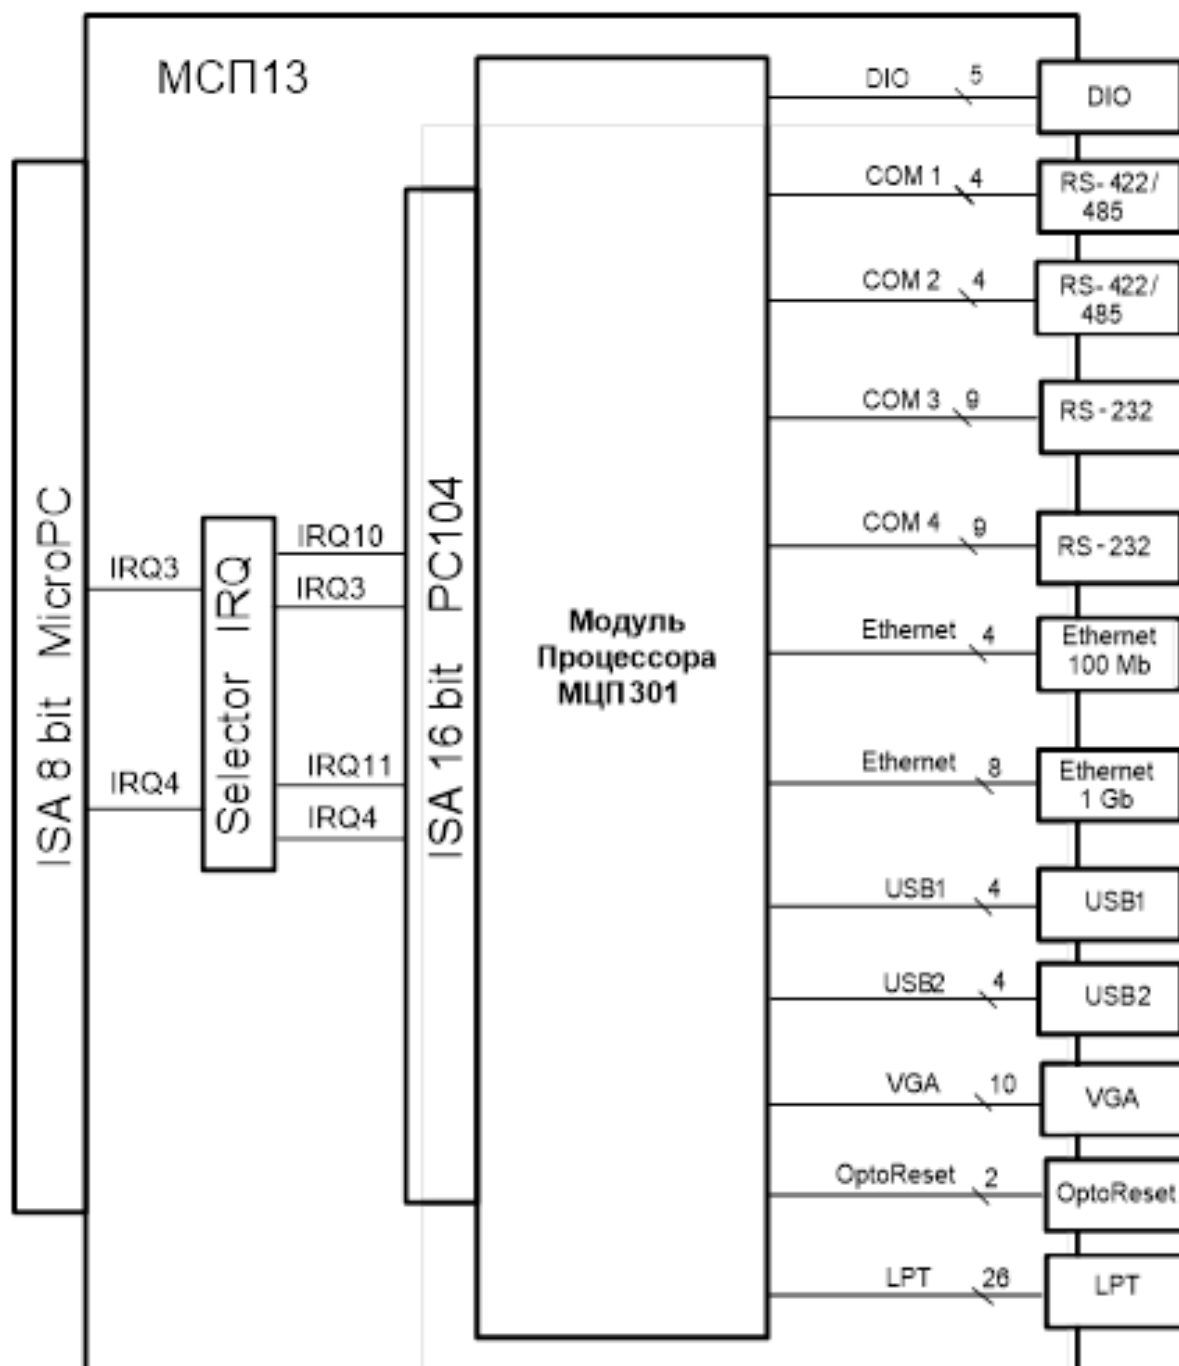 МСП13
ISA 8 bit MicroPC
IRQ3
IRQ4
Selector IRQ
IRQ10
IRQ3
IRQ11
IRQ4
ISA 16 bit PC104
Модуль
Процессора
МЦП301
DIO 5
DIO
COM 1 4
RS-422/
485
COM 2 4
RS-422/
485
COM 3 9
RS-232
COM 4 9
RS-232
Ethernet 4
Ethernet
100 Mb
Ethernet 8
Ethernet
1 Gb
USB1 4
USB1
USB2 4
USB2
VGA 10
VGA
OptoReset 2
OptoReset
LPT 26
LPT